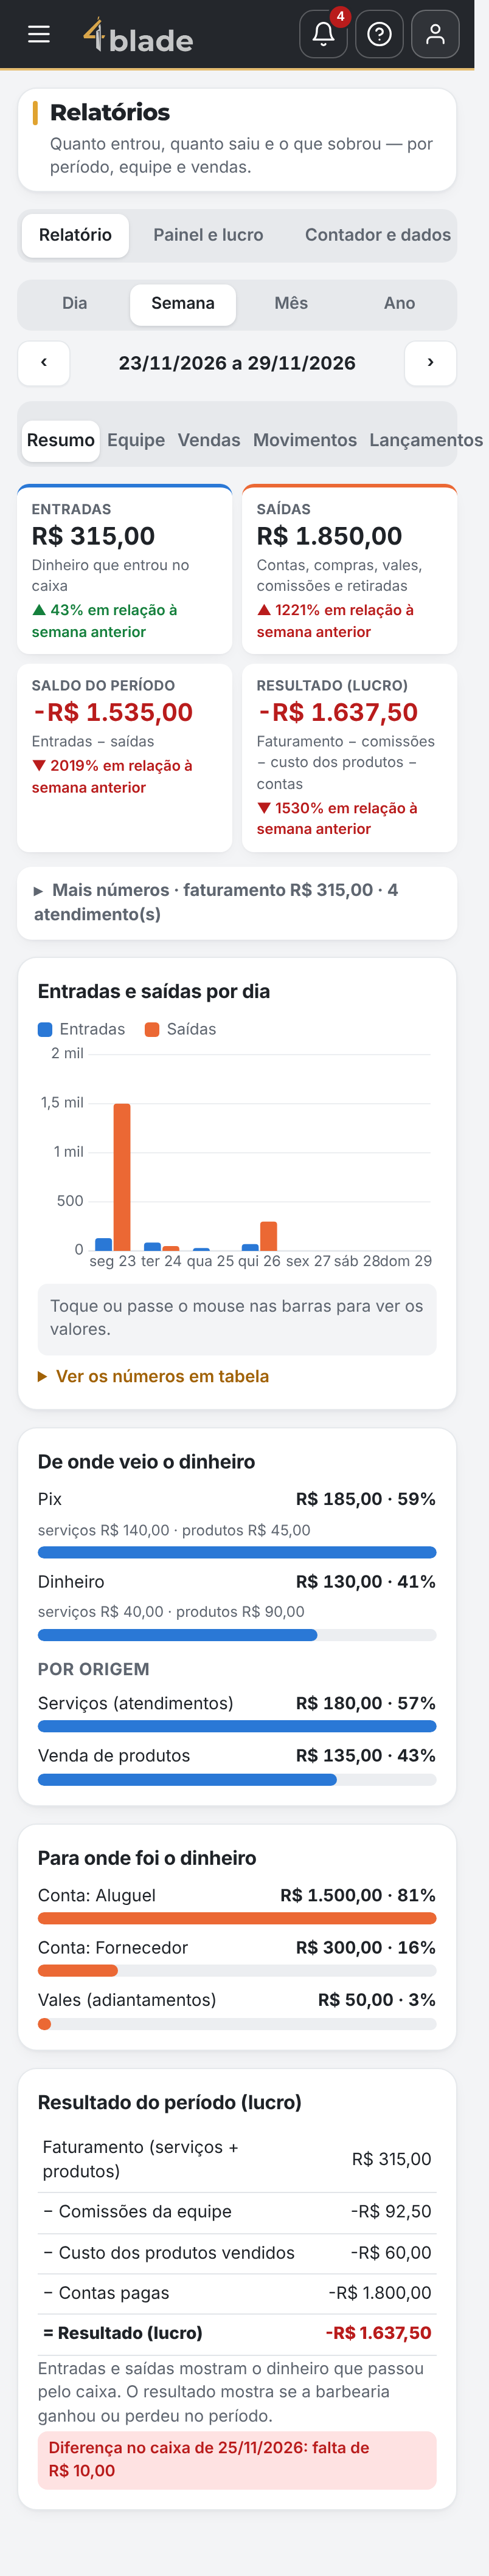 4blade
4
Relatórios
Quanto entrou, quanto saiu e o que sobrou — por
período, equipe e vendas.
Relatório Painel e lucro Contador e dados
Dia Semana Mês Ano
‹ 23/11/2026 a 29/11/2026 ›
Resumo Equipe Vendas Movimentos Lançamentos
ENTRADAS
R$ 315,00
Dinheiro que entrou no
caixa
▲ 43% em relação à
semana anterior
SAÍDAS
R$ 1.850,00
Contas, compras, vales,
comissões e retiradas
▲ 1221% em relação à
semana anterior
SALDO DO PERÍODO
-R$ 1.535,00
Entradas − saídas
▼ 2019% em relação à
semana anterior
RESULTADO (LUCRO)
-R$ 1.637,50
Faturamento − comissões
− custo dos produtos −
contas
▼ 1530% em relação à
semana anterior
▸ Mais números · faturamento R$ 315,00 · 4
atendimento(s)
Entradas e saídas por dia
Entradas Saídas
2 mil
1,5 mil
1 mil
500
0
seg 23 ter 24 qua 25 qui 26 sex 27 sáb 28 dom 29
Toque ou passe o mouse nas barras para ver os
valores.
▸ Ver os números em tabela
De onde veio o dinheiro
Pix R$ 185,00 · 59%
serviços R$ 140,00 · produtos R$ 45,00
Dinheiro R$ 130,00 · 41%
serviços R$ 40,00 · produtos R$ 90,00
POR ORIGEM
Serviços (atendimentos) R$ 180,00 · 57%
Venda de produtos R$ 135,00 · 43%
Para onde foi o dinheiro
Conta: Aluguel R$ 1.500,00 · 81%
Conta: Fornecedor R$ 300,00 · 16%
Vales (adiantamentos) R$ 50,00 · 3%
Resultado do período (lucro)
Faturamento (serviços +
produtos) R$ 315,00
− Comissões da equipe -R$ 92,50
− Custo dos produtos vendidos -R$ 60,00
− Contas pagas -R$ 1.800,00
= Resultado (lucro) -R$ 1.637,50
Entradas e saídas mostram o dinheiro que passou
pelo caixa. O resultado mostra se a barbearia
ganhou ou perdeu no período.
Diferença no caixa de 25/11/2026: falta de
R$ 10,00